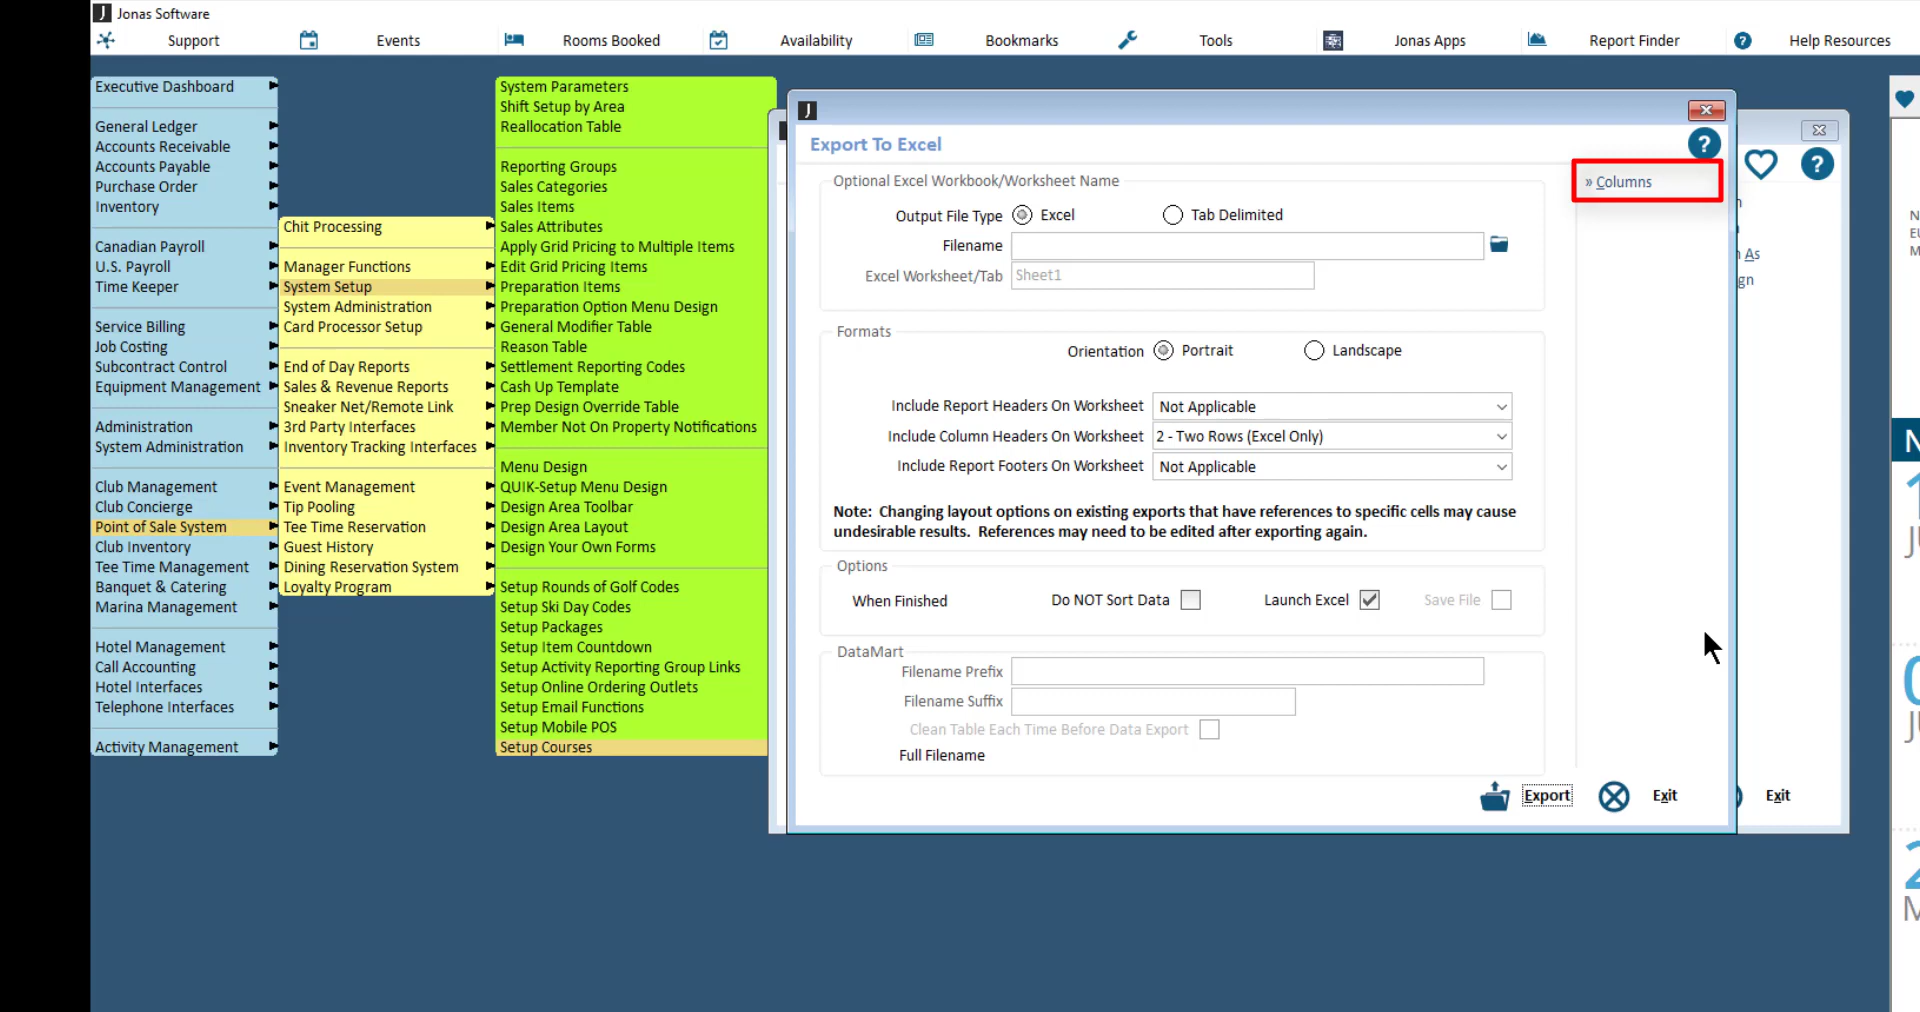 Jonas Software
Support
Events
Rooms Booked
Availability
Bookmarks
Tools
Jonas Apps
Report Finder
Help Resources
Executive Dashboard
General Ledger
Accounts Receivable
Accounts Payable
Purchase Order
Inventory
Canadian Payroll
U.S. Payroll
Time Keeper
Service Billing
Job Costing
Subcontract Control
Equipment Management
Administration
System Administration
Club Management
Club Concierge
Point of Sale System
Club Inventory
Tee Time Management
Banquet & Catering
Marina Management
Hotel Management
Call Accounting
Hotel Interfaces
Telephone Interfaces
Activity Management
Chit Processing
Manager Functions
System Setup
System Administration
Card Processor Setup
End of Day Reports
Sales & Revenue Reports
Sneaker Net/Remote Link
3rd Party Interfaces
Inventory Tracking Interfaces
Event Management
Tip Pooling
Tee Time Reservation
Guest History
Dining Reservation System
Loyalty Program
System Parameters
Shift Setup by Area
Reallocation Table
Reporting Groups
Sales Categories
Sales Items
Sales Attributes
Apply Grid Pricing to Multiple Items
Edit Grid Pricing Items
Preparation Items
Preparation Option Menu Design
General Modifier Table
Reason Table
Settlement Reporting Codes
Cash Up Template
Prep Design Override Table
Member Not On Property Notifications
Menu Design
QUIK-Setup Menu Design
Design Area Toolbar
Design Area Layout
Design Your Own Forms
Setup Rounds of Golf Codes
Setup Ski Day Codes
Setup Packages
Setup Item Countdown
Setup Activity Reporting Group Links
Setup Online Ordering Outlets
Setup Email Functions
Setup Mobile POS
Setup Courses
Export To Excel
» Columns
Optional Excel Workbook/Worksheet Name
Output File Type Excel Tab Delimited
Filename
Excel Worksheet/Tab Sheet1
Formats
Orientation Portrait Landscape
Include Report Headers On Worksheet Not Applicable
Include Column Headers On Worksheet 2 - Two Rows (Excel Only)
Include Report Footers On Worksheet Not Applicable
Note: Changing layout options on existing exports that have references to specific cells may cause
undesirable results. References may need to be edited after exporting again.
Options
When Finished Do NOT Sort Data Launch Excel Save File
DataMart
Filename Prefix
Filename Suffix
Clean Table Each Time Before Data Export
Full Filename
Export Exit
As
Exit